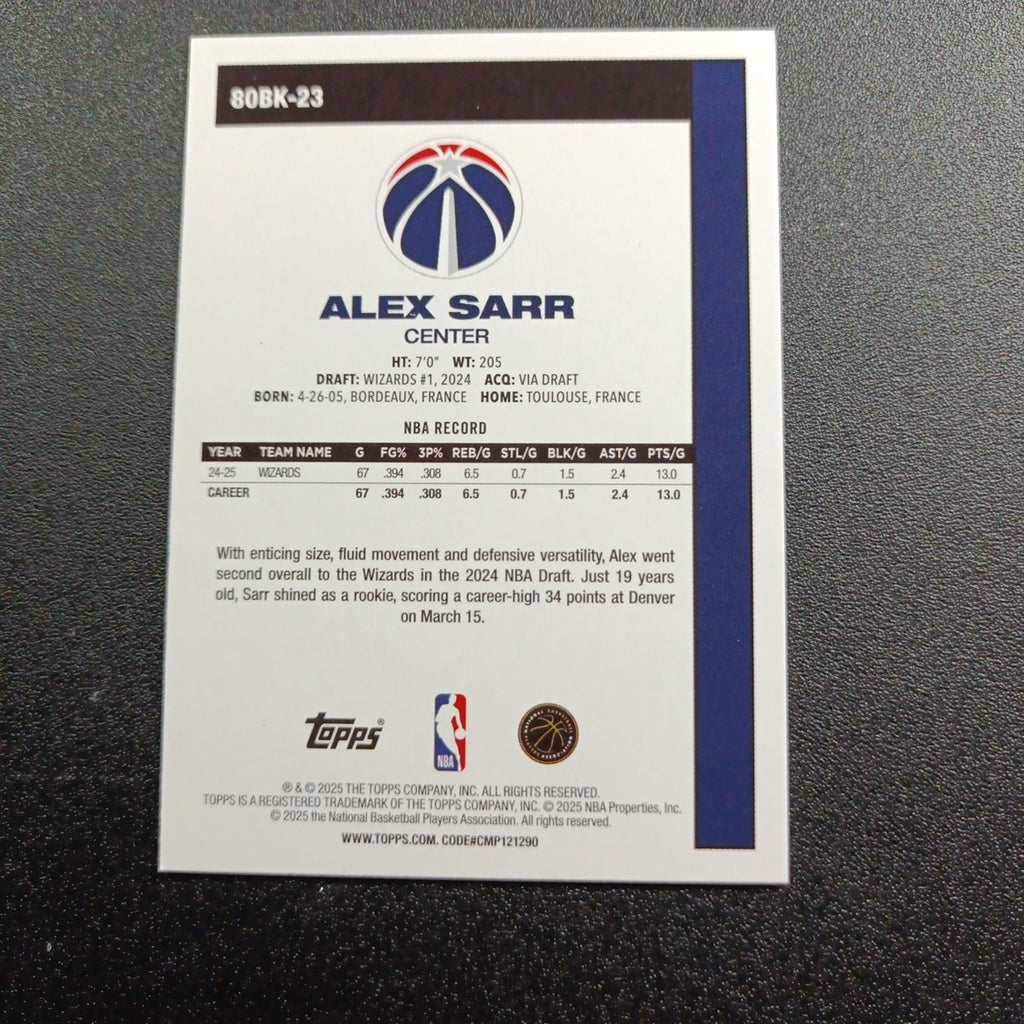 80BK-23
ALEX SARR
CENTER
HT: 7'0" WT: 205
DRAFT: WIZARDS #1, 2024 ACQ: VIA DRAFT
BORN: 4-26-05, BORDEAUX, FRANCE HOME: TOULOUSE, FRANCE
NBA RECORD
YEAR TEAM NAME G FG% 3P% REB/G STL/G BLK/G AST/G PTS/G
24-25 WIZARDS 67 .394 .308 6.5 0.7 1.5 2.4 13.0
CAREER 67 .394 .308 6.5 0.7 1.5 2.4 13.0
With enticing size, fluid movement and defensive versatility, Alex went
second overall to the Wizards in the 2024 NBA Draft. Just 19 years
old, Sarr shined as a rookie, scoring a career-high 34 points at Denver
on March 15.
Topps®
NBA
NATIONAL BASKETBALL
® & © 2025 THE TOPPS COMPANY, INC. ALL RIGHTS RESERVED.
TOPPS IS A REGISTERED TRADEMARK OF THE TOPPS COMPANY, INC. © 2025 NBA Properties, Inc.
© 2025 the National Basketball Players Association. All rights reserved.
WWW.TOPPS.COM. CODE#CMP121290